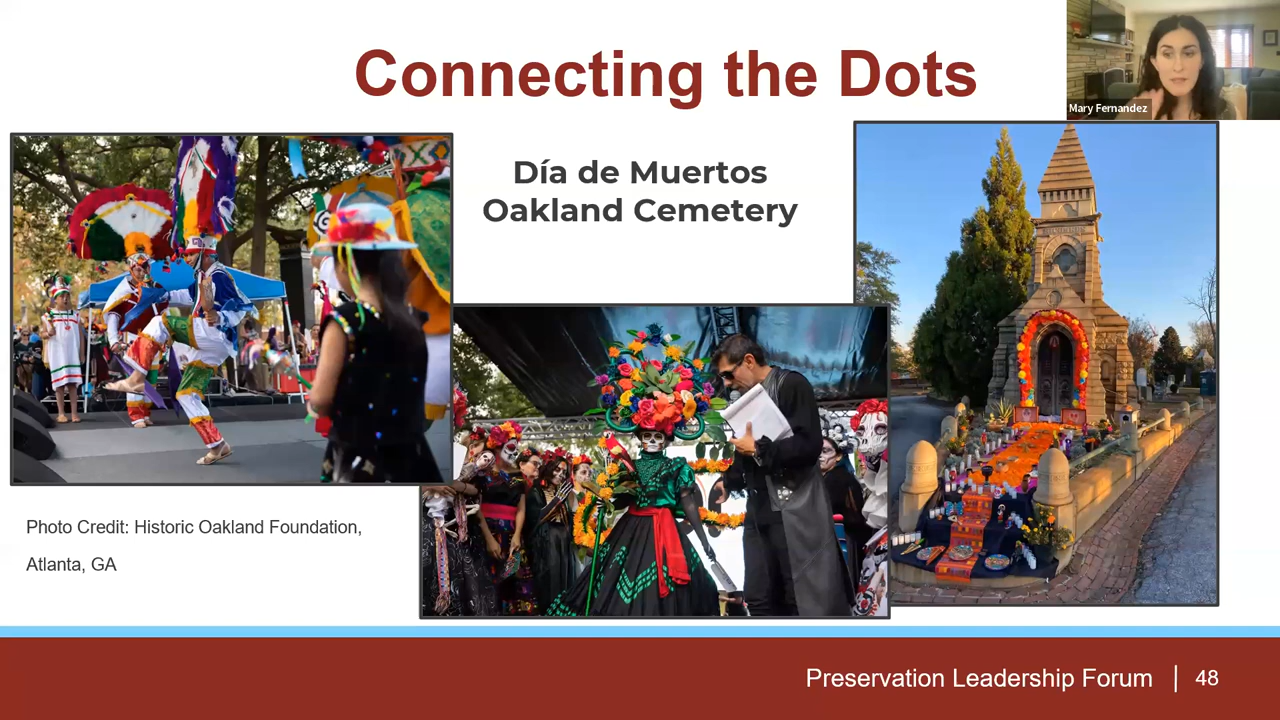 Connecting the Dots
Mary Fernandez
Día de Muertos
Oakland Cemetery
Photo Credit: Historic Oakland Foundation,
Atlanta, GA
Preservation Leadership Forum | 48